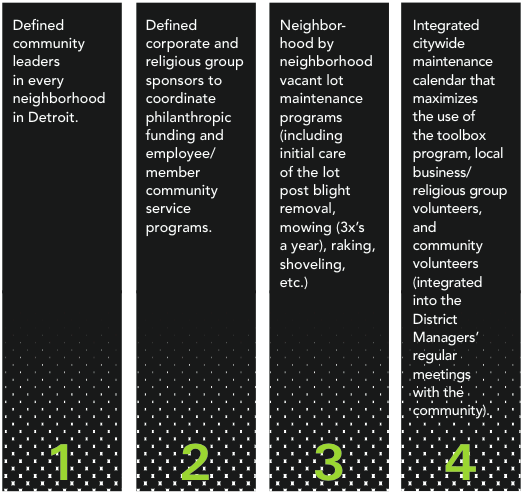 Defined
community
leaders
in every
neighborhood
in Detroit.
1
Defined
corporate and
religious group
sponsors to
coordinate
philanthropic
funding and
employee/
member
community
service
programs.
2
Neighbor-
hood by
neighborhood
vacant lot
maintenance
programs
(including
initial care
of the lot
post blight
removal,
mowing (3x's
a year), raking,
shoveling,
etc.)
3
Integrated
citywide
maintenance
calendar that
maximizes
the use of
the toolbox
program, local
business/
religious group
volunteers,
and
community
volunteers
(integrated
into the
District
Managers'
regular
meetings
with the
community).
4